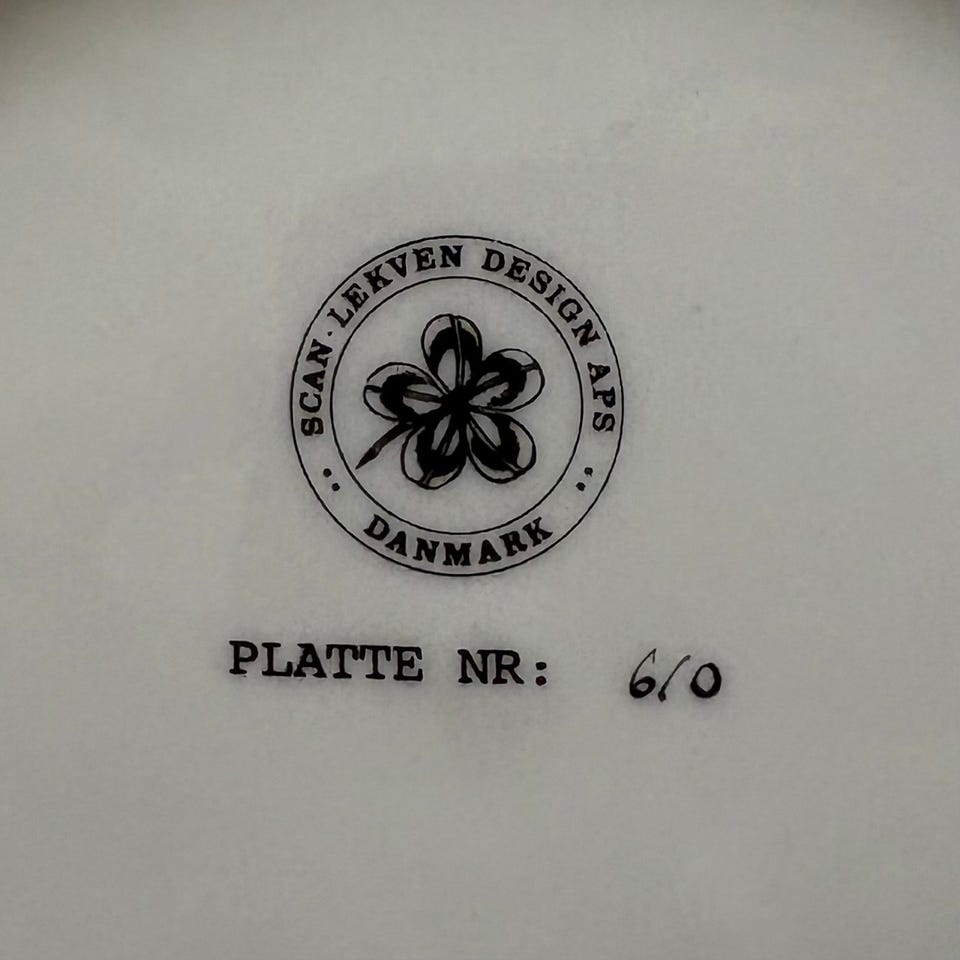 SCAN·LEKVEN DESIGN APS
DANMARK
PLATTE NR: 610